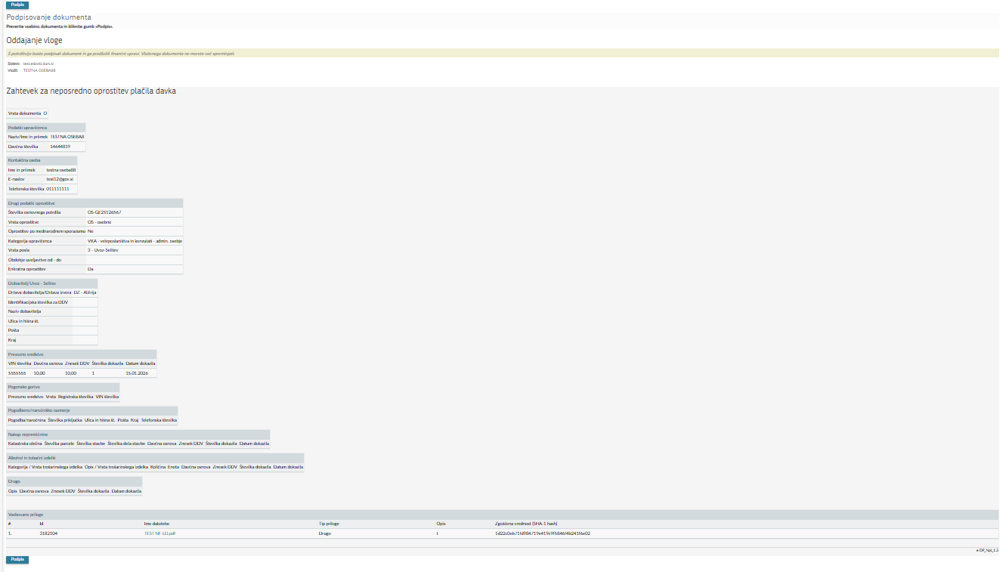 Podpis
Podpisovanje dokumenta
Preverite vsebino dokumenta in kliknite gumb »Podpis«.
Oddajanje vloge
S potrditvijo boste podpisali dokument in ga predložili finančni upravi. Vloženega dokumenta ne morete več spreminjati.
Sistem: test.edavki.durs.si
Vložil: TESTNA OSEBA88
Zahtevek za neposredno oprostitev plačila davka
Vrsta dokumenta O
Podatki upravičenca
Naziv/Ime in priimek TESTNA OSEBA8
Davčna številka 14644819
Kontaktna oseba
Ime in priimek testna oseba88
E-naslov test12@gov.si
Telefonska številka 011111111
Drugi podatki oprostitve
Številka osnovnega potrdila OS-GE25126567
Vrsta oprostitve OS - osebne
Oprostitev po mednarodnem sporazumu Ne
Kategorija upravičenca VKA - veleposlaništva in konzulati - admin. osebje
Vrsta posla 3 - Uvoz-Selitev
Obdobje uveljavitve od - do
Enkratna oprostitev Da
Dobavitelj/Uvoz - Selitev
Država dobavitelja/Država izvora DZ - Alžirija
Identifikacijska številka za DDV
Naziv dobavitelja
Ulica in hišna št.
Pošta
Kraj
Prevozno sredstvo
VIN številka Davčna osnova Znesek DDV Številka dokazila Datum dokazila
5555555 10,00 10,00 1 15.01.2026
Pogonsko gorivo
Prevozno sredstvo Vrsta Registrska številka VIN številka
Pogodbeno/naročniško razmerje
Pogodba/naročnina Številka priključka Ulica in hišna št. Pošta Kraj Telefonska številka
Nakup nepremičnine
Katastrska občina Številka parcele Številka stavbe Številka dela stavbe Davčna osnova Znesek DDV Številka dokazila Datum dokazila
Alkohol in tobačni izdelki
Kategorija / Vrsta trošarinskega izdelka Opis / Vrsta trošarinskega izdelka Količina Enota Davčna osnova Znesek DDV Številka dokazila Datum dokazila
Drugo
Opis Davčna osnova Znesek DDV Številka dokazila Datum dokazila
Vsebovane priloge
# Id Ime datoteke Tip priloge Opis Zgoščena vrednost (SHA-1 hash)
1. 3182104 TEST NF-LD.pdf Drugo t
e-DP_Npt_1.3
Podpis